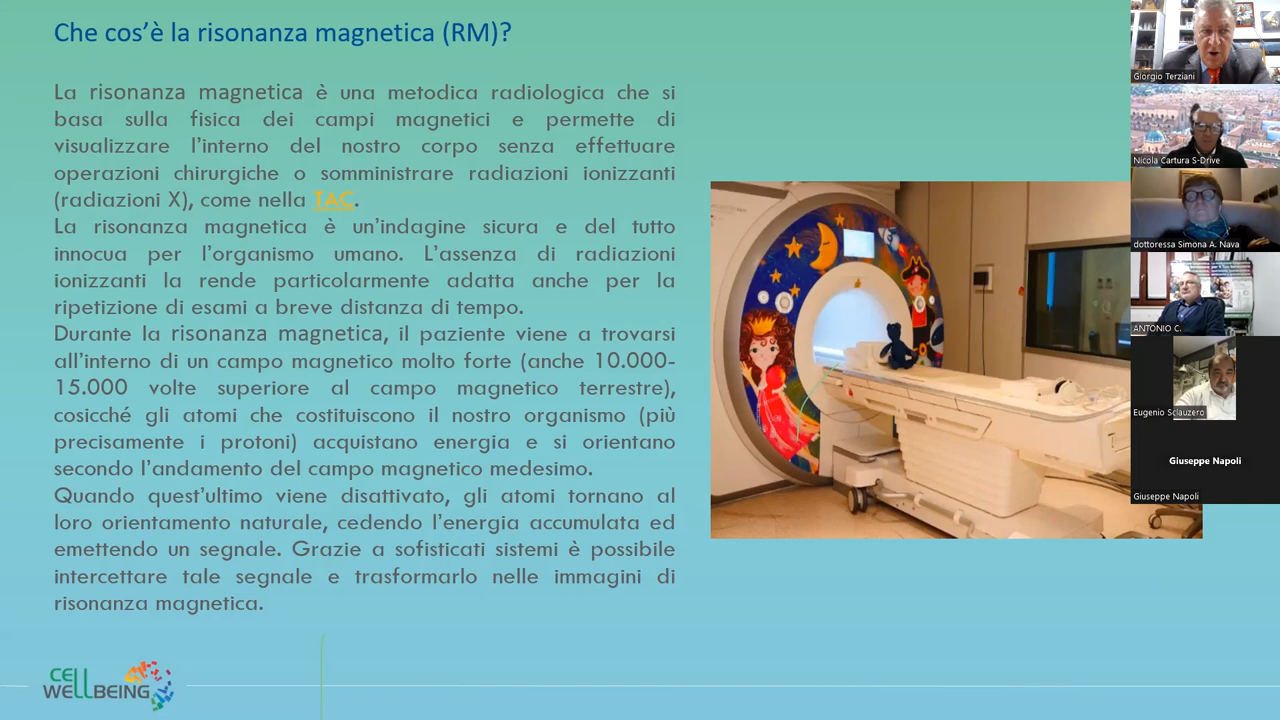 Che cos’è la risonanza magnetica (RM)?
La risonanza magnetica è una metodica radiologica che si
basa sulla fisica dei campi magnetici e permette di
visualizzare l’interno del nostro corpo senza effettuare
operazioni chirurgiche o somministrare radiazioni ionizzanti
(radiazioni X), come nella TAC.
La risonanza magnetica è un’indagine sicura e del tutto
innocua per l’organismo umano. L’assenza di radiazioni
ionizzanti la rende particolarmente adatta anche per la
ripetizione di esami a breve distanza di tempo.
Durante la risonanza magnetica, il paziente viene a trovarsi
all’interno di un campo magnetico molto forte (anche 10.000-
15.000 volte superiore al campo magnetico terrestre),
osicché gli atomi che costituiscono il nostro organismo (più
precisamente i protoni) acquistano energia e si orientano
secondo l’andamento del campo magnetico medesimo.
Quando quest’ultimo viene disattivato, gli atomi tornano al
loro orientamento naturale, cedendo l’energia accumulata ed
emettendo un segnale. Grazie a sofisticati sistemi è possibile
intercettare tale segnale e trasformarlo nelle immagini di
risonanza magnetica.
CELL
WELLBEING
Giorgio Terziani
Nicola Cartura S-Drive
dottoressa Simona A. Nava
ANTONIO C.
Eugenio Sclauzero
Giuseppe Napoli
Giuseppe Napoli